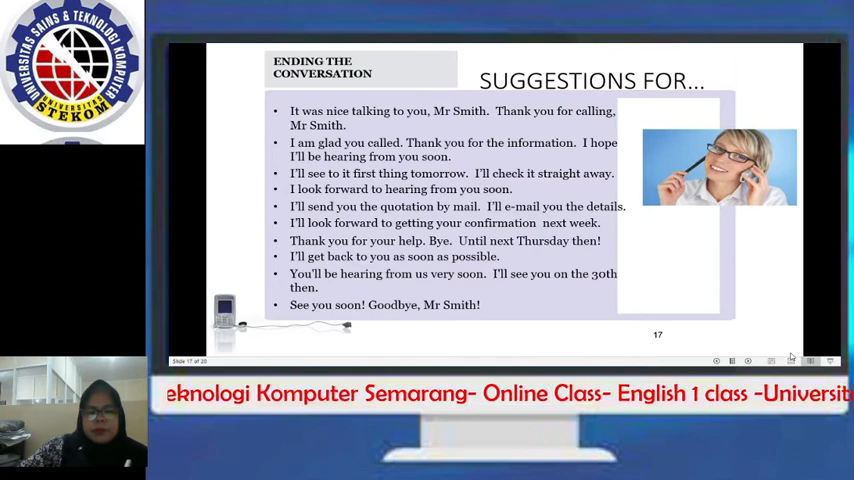 UNIVERSITAS SAINS & TEKNOLOGI KOMPUTER
UNIVERSITAS
STEKOM
ENDING THE
CONVERSATION
SUGGESTIONS FOR...
• It was nice talking to you, Mr Smith. Thank you for calling,
Mr Smith.
• I am glad you called. Thank you for the information. I hope
I'll be hearing from you soon.
• I'll see to it first thing tomorrow. I'll check it straight away.
• I look forward to hearing from you soon.
• I'll send you the quotation by mail. I'll e-mail you the details.
• I'll look forward to getting your confirmation next week.
• Thank you for your help. Bye. Until next Thursday then!
• I'll get back to you as soon as possible.
• You'll be hearing from us very soon. I'll see you on the 30th
then.
• See you soon! Goodbye, Mr Smith!
17
Slide 17 of 20
eknologi Komputer Semarang- Online Class- English 1 class -Universit